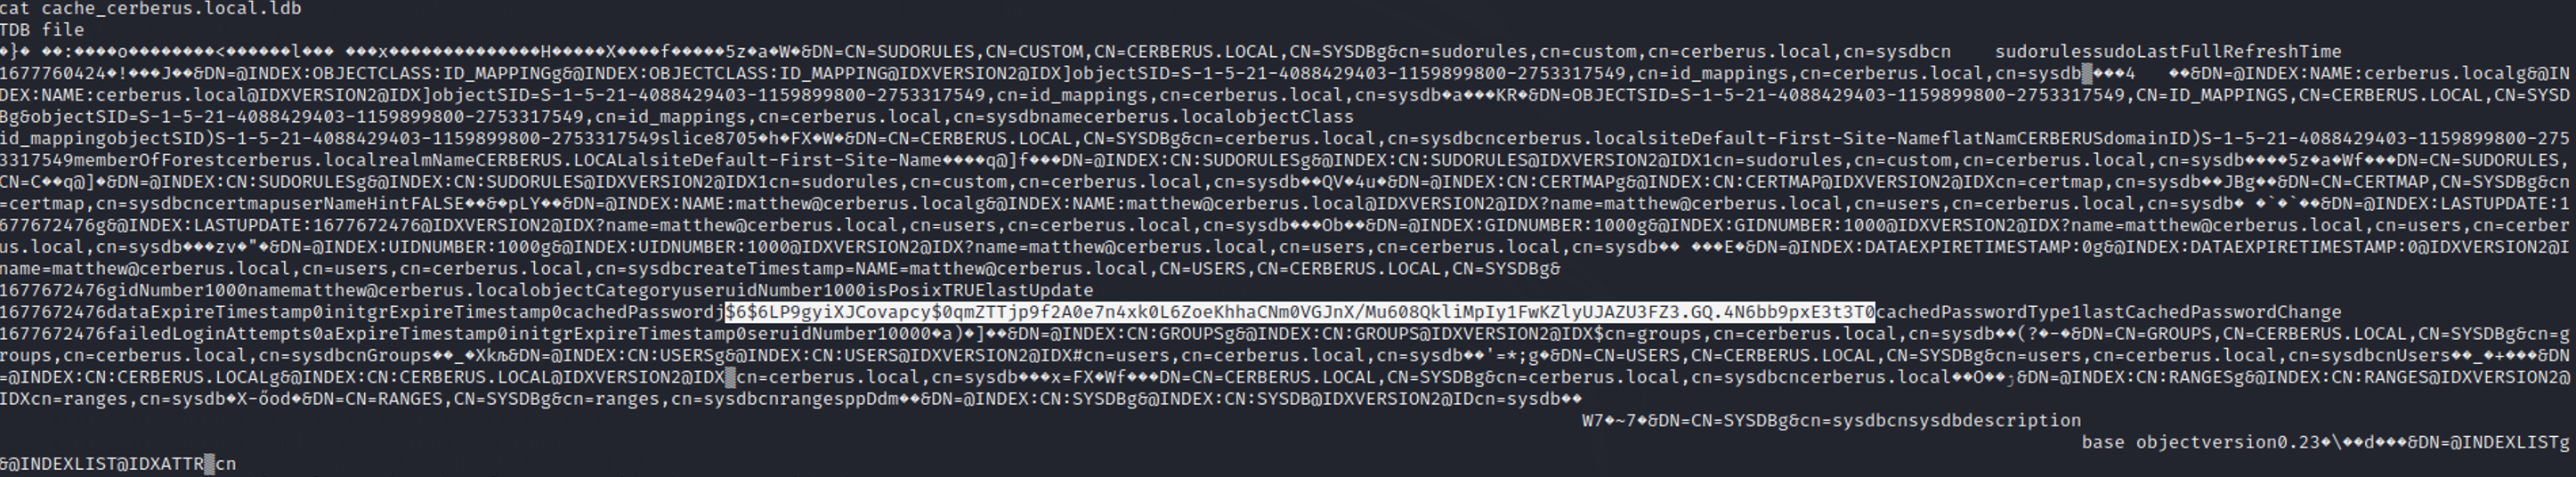 cat cache_cerberus.local.ldb
TDB file
�}� ��:����o���������<������l��� ���x�������������H�����X����f�����5z�a�W�&DN=CN=SUDORULES,CN=CUSTOM,CN=CERBERUS.LOCAL,CN=SYSDBg&cn=sudorules,cn=custom,cn=cerberus.local,cn=sysdbcn sudorulessudoLastFullRefreshTime
1677760424�!���J��&DN=@INDEX:OBJECTCLASS:ID_MAPPINGg&@INDEX:OBJECTCLASS:ID_MAPPING@IDXVERSION2@IDX]objectSID=S-1-5-21-4088429403-1159899800-2753317549,cn=id_mappings,cn=cerberus.local,cn=sysdb▒���4 ��&DN=@INDEX:NAME:cerberus.localg&@IN
DEX:NAME:cerberus.local@IDXVERSION2@IDX]objectSID=S-1-5-21-4088429403-1159899800-2753317549,cn=id_mappings,cn=cerberus.local,cn=sysdb�a���KR�&DN=OBJECTSID=S-1-5-21-4088429403-1159899800-2753317549,CN=ID_MAPPINGS,CN=CERBERUS.LOCAL,CN=SYSD
Bg&objectSID=S-1-5-21-4088429403-1159899800-2753317549,cn=id_mappings,cn=cerberus.local,cn=sysdbnamecerberus.localobjectClass
id_mappingobjectSID)S-1-5-21-4088429403-1159899800-2753317549slice8705�h�FX�W�&DN=CN=CERBERUS.LOCAL,CN=SYSDBg&cn=cerberus.local,cn=sysdbcncerberus.localsiteDefault-First-Site-NameflatNamCERBERUSdomainID)S-1-5-21-4088429403-1159899800-275
3317549memberOfForestcerberus.localrealmNameCERBERUS.LOCALalsiteDefault-First-Site-Name����q@]f���DN=@INDEX:CN:SUDORULESg&@INDEX:CN:SUDORULES@IDXVERSION2@IDX1cn=sudorules,cn=custom,cn=cerberus.local,cn=sysdb����5z�a�Wf���DN=CN=SUDORULES,
CN=C��q@]�&DN=@INDEX:CN:SUDORULESg&@INDEX:CN:SUDORULES@IDXVERSION2@IDX1cn=sudorules,cn=custom,cn=cerberus.local,cn=sysdb��QV�4u�&DN=@INDEX:CN:CERTMAPg&@INDEX:CN:CERTMAP@IDXVERSION2@IDXcn=certmap,cn=sysdb��JBg��&DN=CN=CERTMAP,CN=SYSDBg&cn
=certmap,cn=sysdbcncertmapuserNameHintFALSE��&�pLY��&DN=@INDEX:NAME:matthew@cerberus.localg&@INDEX:NAME:matthew@cerberus.local@IDXVERSION2@IDX?name=matthew@cerberus.local,cn=users,cn=cerberus.local,cn=sysdb� �`�`��&DN=@INDEX:LASTUPDATE:1
677672476g&@INDEX:LASTUPDATE:1677672476@IDXVERSION2@IDX?name=matthew@cerberus.local,cn=users,cn=cerberus.local,cn=sysdb���Ob��&DN=@INDEX:GIDNUMBER:1000g&@INDEX:GIDNUMBER:1000@IDXVERSION2@IDX?name=matthew@cerberus.local,cn=users,cn=cerber
us.local,cn=sysdb���zv�"�&DN=@INDEX:UIDNUMBER:1000g&@INDEX:UIDNUMBER:1000@IDXVERSION2@IDX?name=matthew@cerberus.local,cn=users,cn=cerberus.local,cn=sysdb�� ���E�&DN=@INDEX:DATAEXPIRETIMESTAMP:0g&@INDEX:DATAEXPIRETIMESTAMP:0@IDXVERSION2@I
name=matthew@cerberus.local,cn=users,cn=cerberus.local,cn=sysdbcreateTimestamp=NAME=matthew@cerberus.local,CN=USERS,CN=CERBERUS.LOCAL,CN=SYSDBg&
1677672476gidNumber1000namematthew@cerberus.localobjectCategoryuseruidNumber1000isPosixTRUElastUpdate
1677672476dataExpireTimestamp0initgrExpireTimestamp0cachedPasswordj$6$6LP9gyiXJCovapcy$0qmZTTjp9f2A0e7n4xk0L6ZoeKhhaCNm0VGJnX/Mu608QkliMpIy1FwKZlyUJAZU3FZ3.GQ.4N6bb9pxE3t3T0cachedPasswordType1lastCachedPasswordChange
1677672476failedLoginAttempts0initgrExpireTimestamp0initgrExpireTimestamp0seruidNumber10000�a)�]��&DN=@INDEX:CN:GROUPSg&@INDEX:CN:GROUPS@IDXVERSION2@IDX$cn=groups,cn=cerberus.local,cn=sysdb��(?�-�&DN=CN=GROUPS,CN=CERBERUS.LOCAL,CN=SYSDBg&cn=g
roups,cn=cerberus.local,cn=sysdbcnGroups��_�Xkռ&DN=@INDEX:CN:USERSg&@INDEX:CN:USERS@IDXVERSION2@IDX#cn=users,cn=cerberus.local,cn=sysdb��'=*;g�&DN=CN=USERS,CN=CERBERUS.LOCAL,CN=SYSDBg&cn=users,cn=cerberus.local,cn=sysdbcnUsers��_�+���&DN
=@INDEX:CN:CERBERUS.LOCALg&@INDEX:CN:CERBERUS.LOCAL@IDXVERSION2@IDX▒cn=cerberus.local,cn=sysdb���x=FX�Wf���DN=CN=CERBERUS.LOCAL,CN=SYSDBg&cn=cerberus.local,cn=sysdbcncerberus.local��O��ز&DN=@INDEX:CN:RANGESg&@INDEX:CN:RANGES@IDXVERSION2@
IDXcn=ranges,cn=sysdb�X-őod�&DN=CN=RANGES,CN=SYSDBg&cn=ranges,cn=sysdbcnrangesppDdm��&DN=@INDEX:CN:SYSDBg&@INDEX:CN:SYSDB@IDXVERSION2@IDcn=sysdb��
W7�~7�&DN=CN=SYSDBg&cn=sysdbcnsysdbdescription
base objectversion0.23�\��d���&DN=@INDEXLISTg
&@INDEXLIST@IDXATTR▒cn